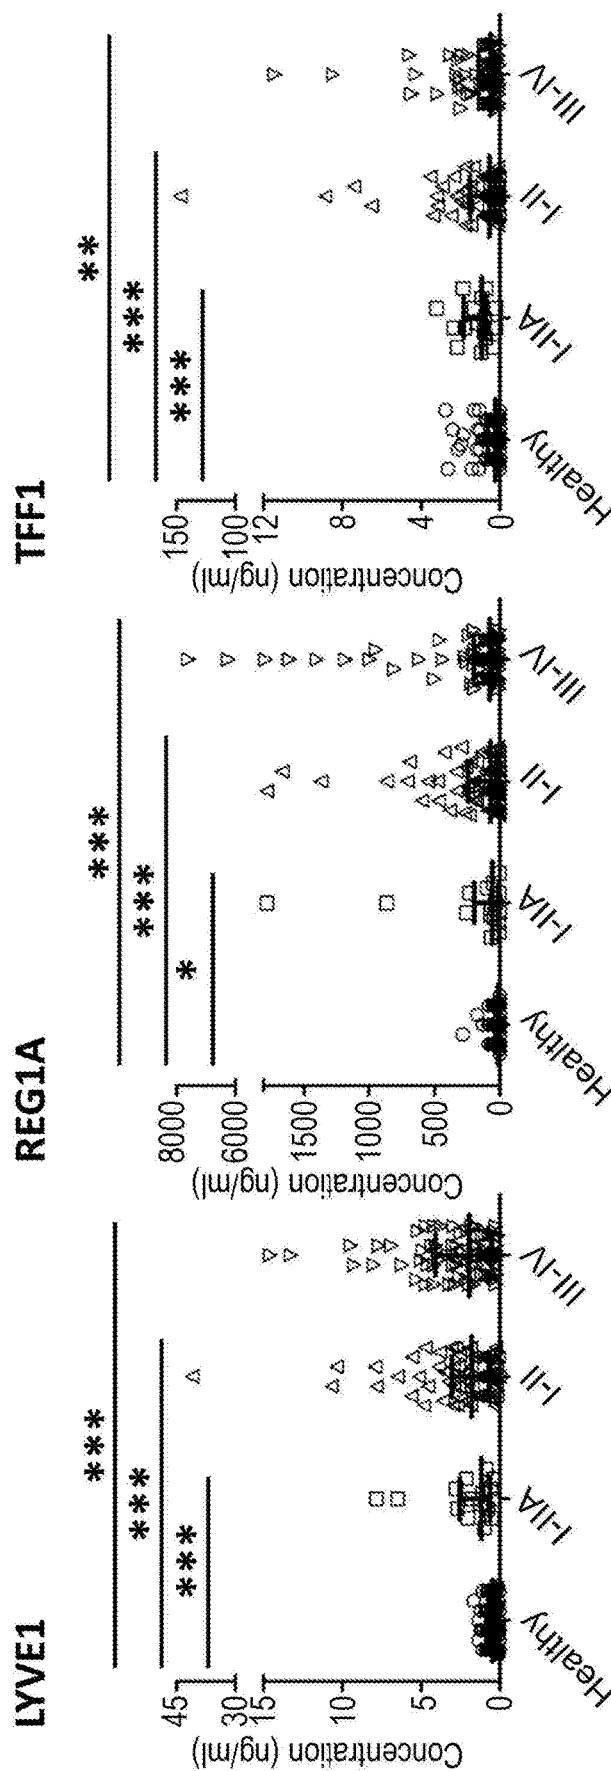 LYVE1
***
***
***
Concentration (ng/ml)
45
30
15
10
5
0
Healthy
I-IIA
I-II
III-IV
REG1A
***
***
*
Concentration (ng/ml)
8000
6000
1500
1000
500
0
Healthy
I-IIA
I-II
III-IV
TFF1
**
***
***
Concentration (ng/ml)
150
100
12
8
4
0
Healthy
I-IIA
I-II
III-IV